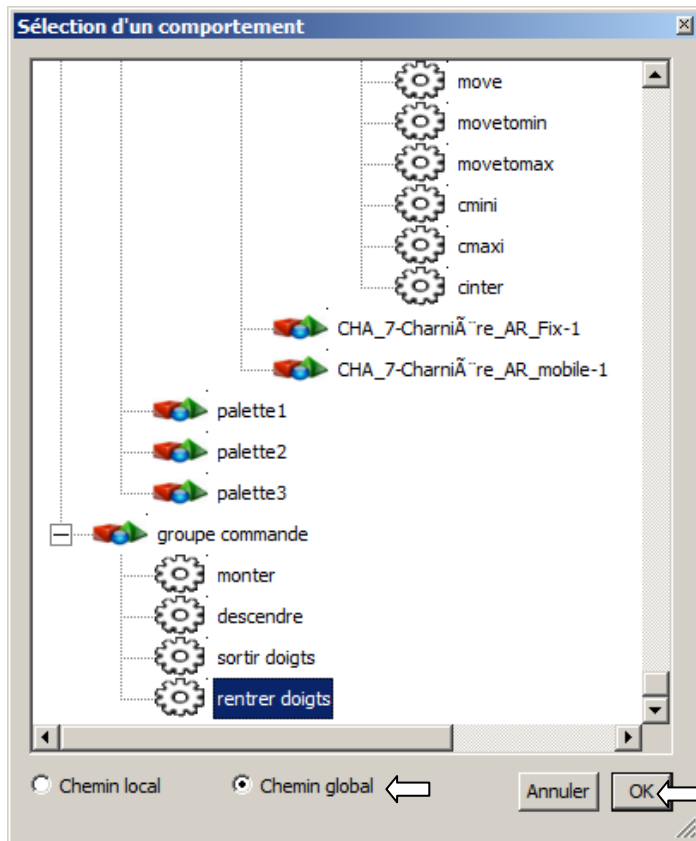 Sélection d'un comportement
move
movetomin
movetomax
cmini
cmaxi
cinter
CHA_7-CharniÃ¨re_AR_Fix-1
CHA_7-CharniÃ¨re_AR_mobile-1
palette1
palette2
palette3
groupe commande
monter
descendre
sortir doigts
rentrer doigts
Chemin local
Chemin global
Annuler
OK